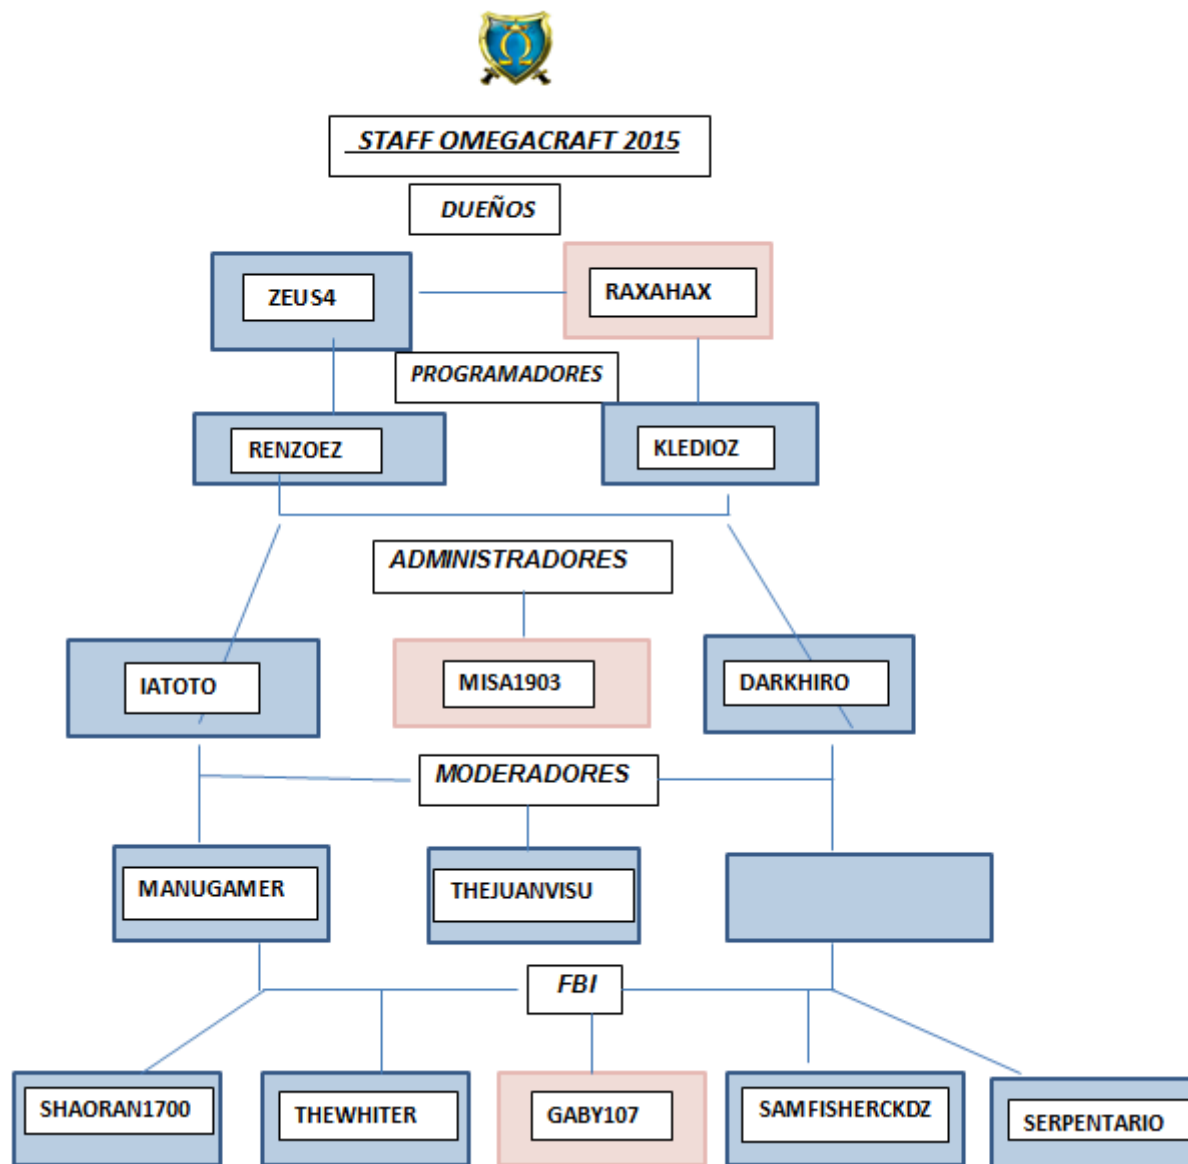 STAFF OMEGACRAFT 2015
DUEÑOS
ZEUS4
RAXAHAX
PROGRAMADORES
RENZOEZ
KLEDIOZ
ADMINISTRADORES
IATOTO
MISA1903
DARKHIRO
MODERADORES
MANUGAMER
THEJUANVISU
FBI
SHAORAN1700
THEWHITER
GABY107
SAMFISHERCKDZ
SERPENTARIO